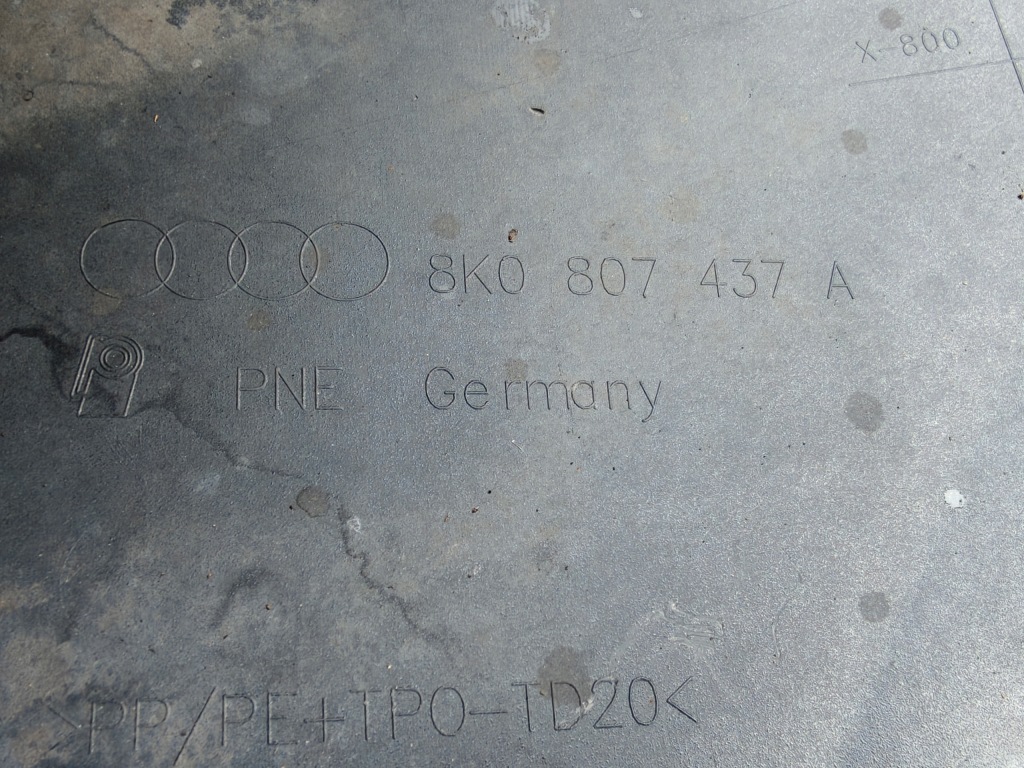 X-800
8K0 807 437 A
PNE Germany
>PP/PE+TPO-TD20<